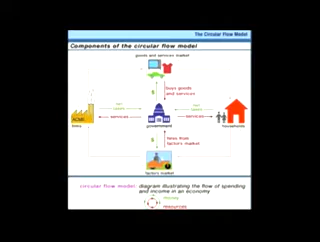 The Circular Flow Model
Components of the circular flow model
goods and services market
$
buys goods
and services
ACME
services
government
services
firms
households
$
hires from
factors market
factors market
circular flow model: diagram illustrating the flow of spending
and income in an economy
money
resources